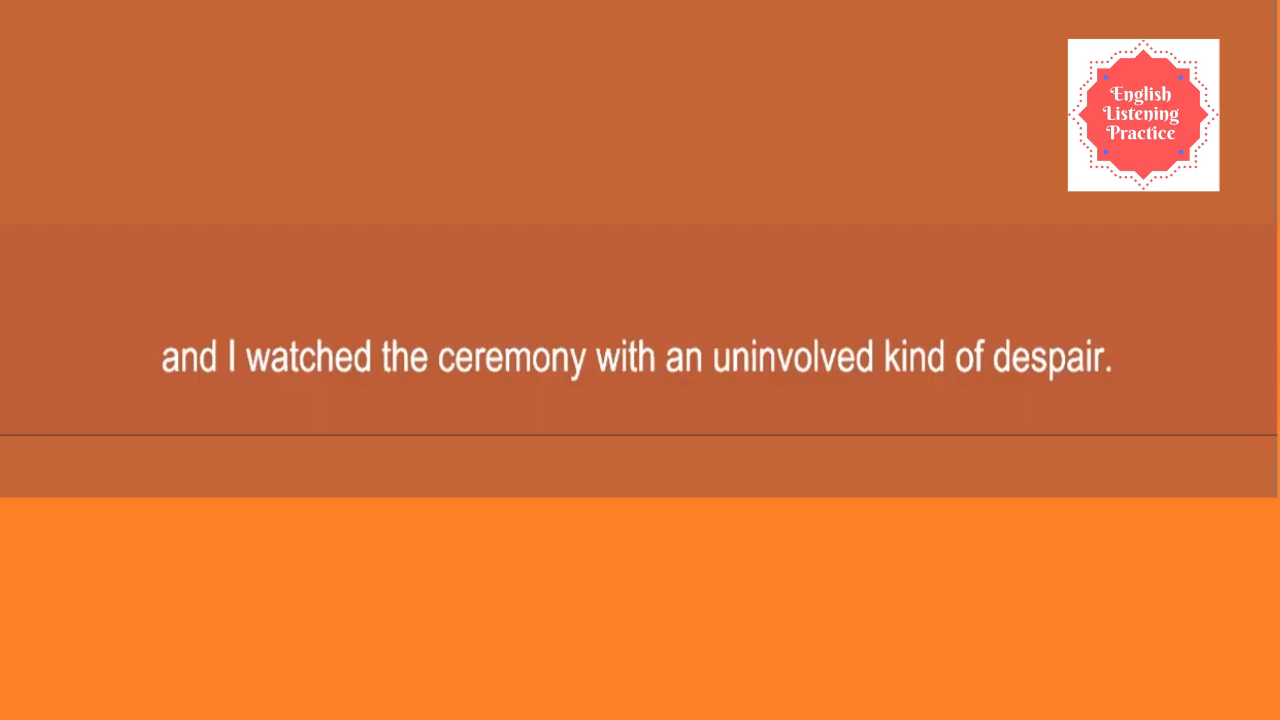 English
Listening
Practice
and I watched the ceremony with an uninvolved kind of despair.